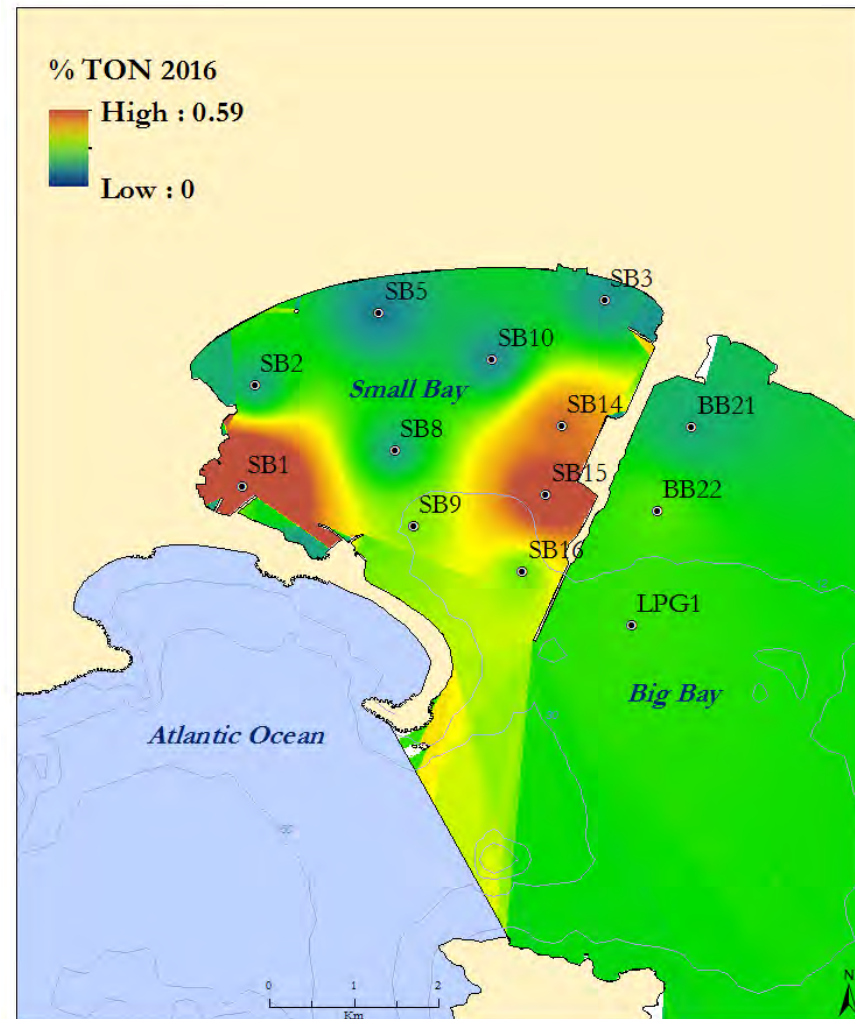 % TON 2016
High : 0.59
Low : 0
SB3
SB5
SB10
SB2
Small Bay
SB14
BB21
SB8
SB1
SB15
BB22
SB9
SB16
LPG1
Big Bay
Atlantic Ocean
N
0 1 2
Km